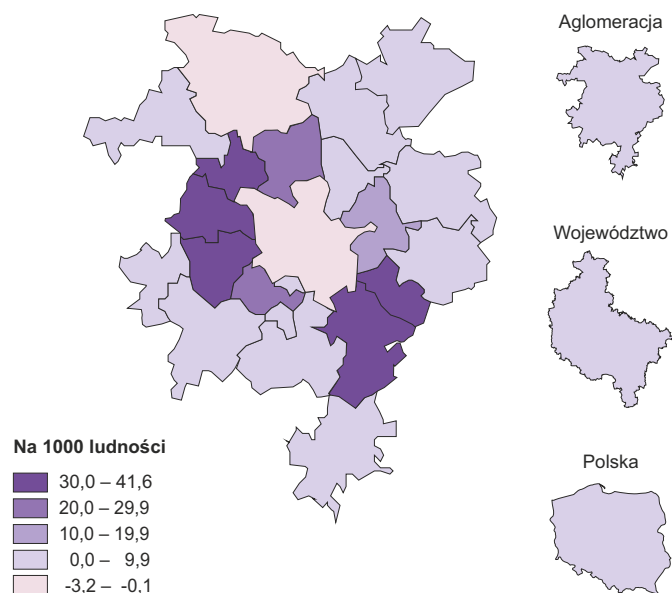 Aglomeracja
Województwo
Polska
Na 1000 ludności
30,0 – 41,6
20,0 – 29,9
10,0 – 19,9
0,0 – 9,9
-3,2 – -0,1